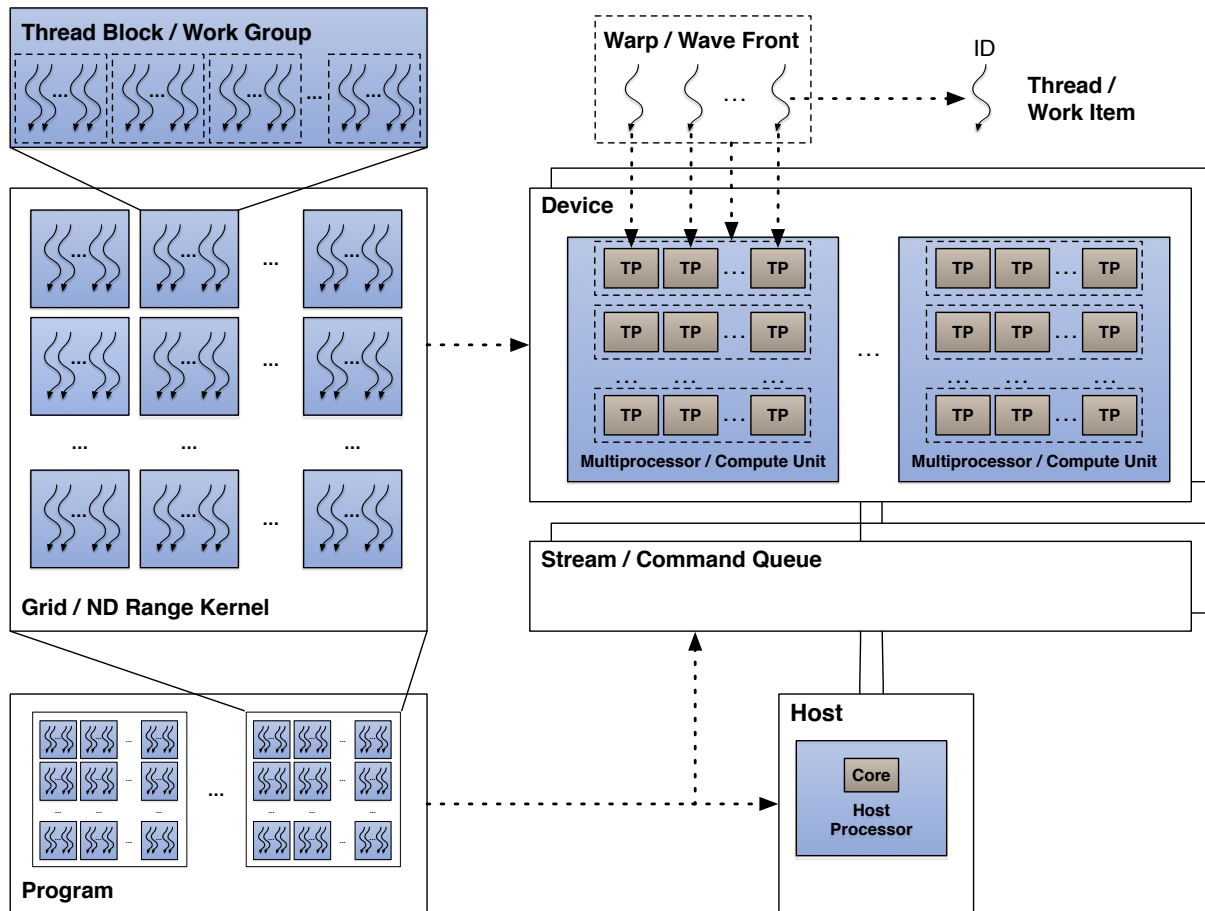 Thread Block / Work Group
... ... ... ... ...
Warp / Wave Front
...
ID
Thread /
Work Item
Device
... ... ... ...
TP TP ... TP
TP TP ... TP
... ... ...
TP TP ... TP
Multiprocessor / Compute Unit
...
TP TP ... TP
TP TP ... TP
... ... ...
TP TP ... TP
Multiprocessor / Compute Unit
... ... ... ...
... ... ...
... ... ... ...
Grid / ND Range Kernel
Stream / Command Queue
Program
...
Host
Core
Host
Processor